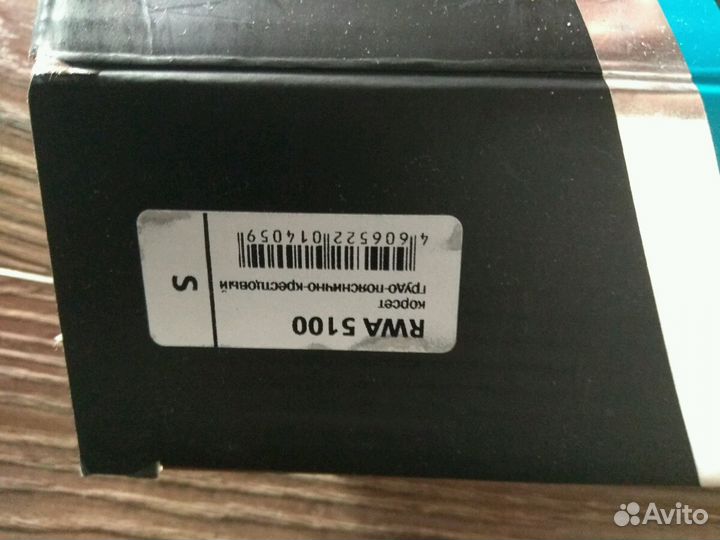 RWA 5100
корсет
грудо-пояснично-крестцовый
4 606522 014059
S
Avito